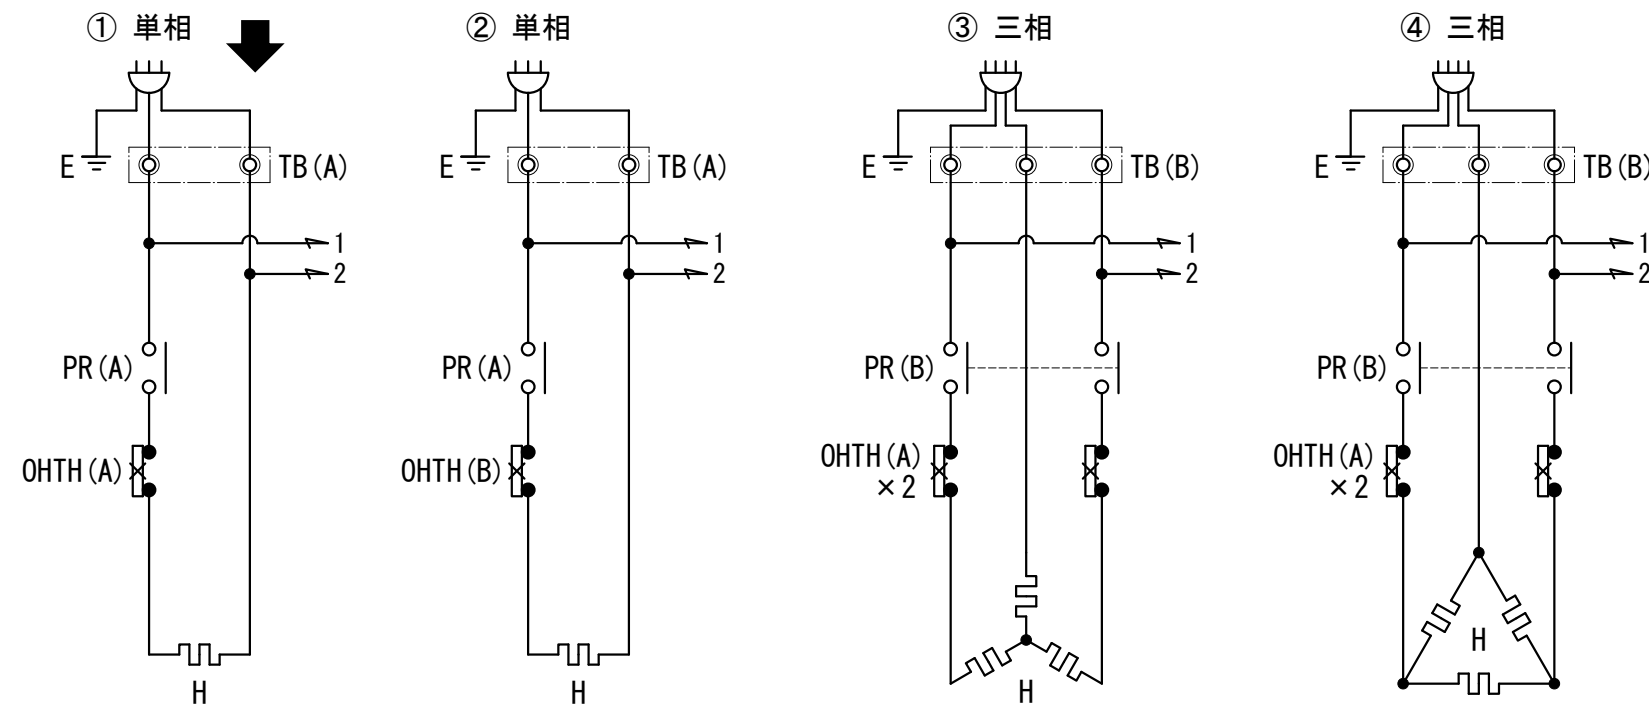 ① 単相
② 単相
③ 三相
④ 三相
E
TB(A)
E
TB(A)
E
TB(B)
E
TB(B)
1
2
1
2
1
2
1
2
PR(A)
PR(A)
PR(B)
PR(B)
OHTH(A)
OHTH(B)
OHTH(A)
×2
OHTH(A)
×2
H
H
H
H